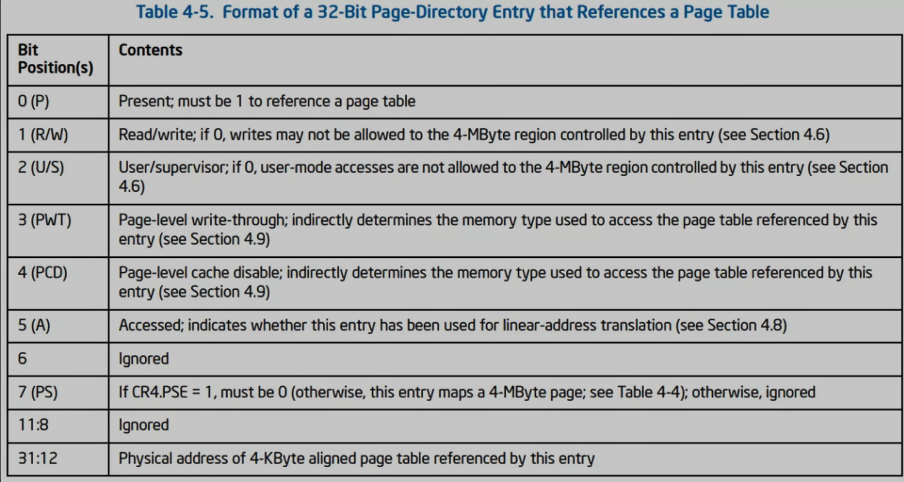 Table 4-5. Format of a 32-Bit Page-Directory Entry that References a Page Table
Bit
Position(s)
Contents
0 (P)
Present; must be 1 to reference a page table
1 (R/W)
Read/write; if 0, writes may not be allowed to the 4-MByte region controlled by this entry (see Section 4.6)
2 (U/S)
User/supervisor; if 0, user-mode accesses are not allowed to the 4-MByte region controlled by this entry (see Section
4.6)
3 (PWT)
Page-level write-through; indirectly determines the memory type used to access the page table referenced by this
entry (see Section 4.9)
4 (PCD)
Page-level cache disable; indirectly determines the memory type used to access the page table referenced by this
entry (see Section 4.9)
5 (A)
Accessed; indicates whether this entry has been used for linear-address translation (see Section 4.8)
6
Ignored
7 (PS)
If CR4.PSE = 1, must be 0 (otherwise, this entry maps a 4-MByte page; see Table 4-4); otherwise, ignored
11:8
Ignored
31:12
Physical address of 4-KByte aligned page table referenced by this entry